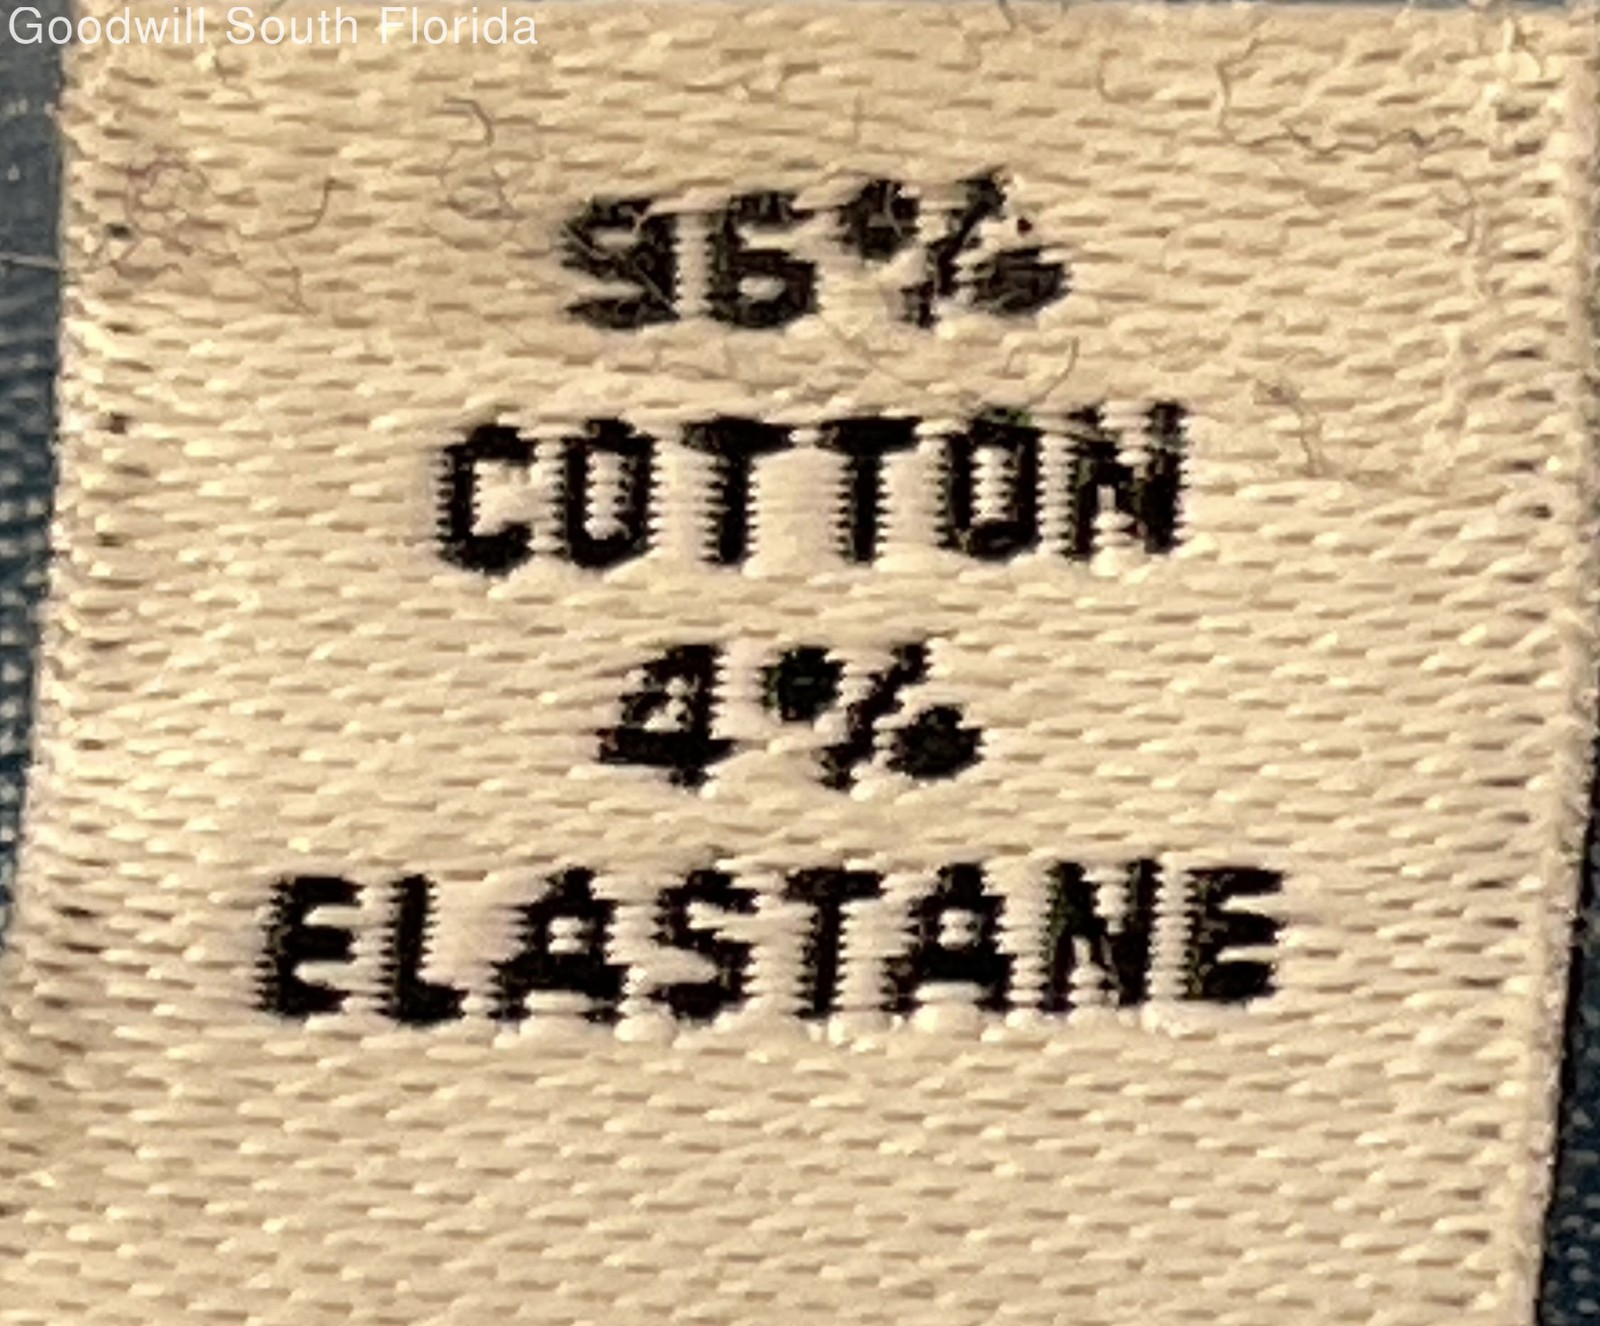 Goodwill South Florida
96%
COTTON
4%
ELASTANE